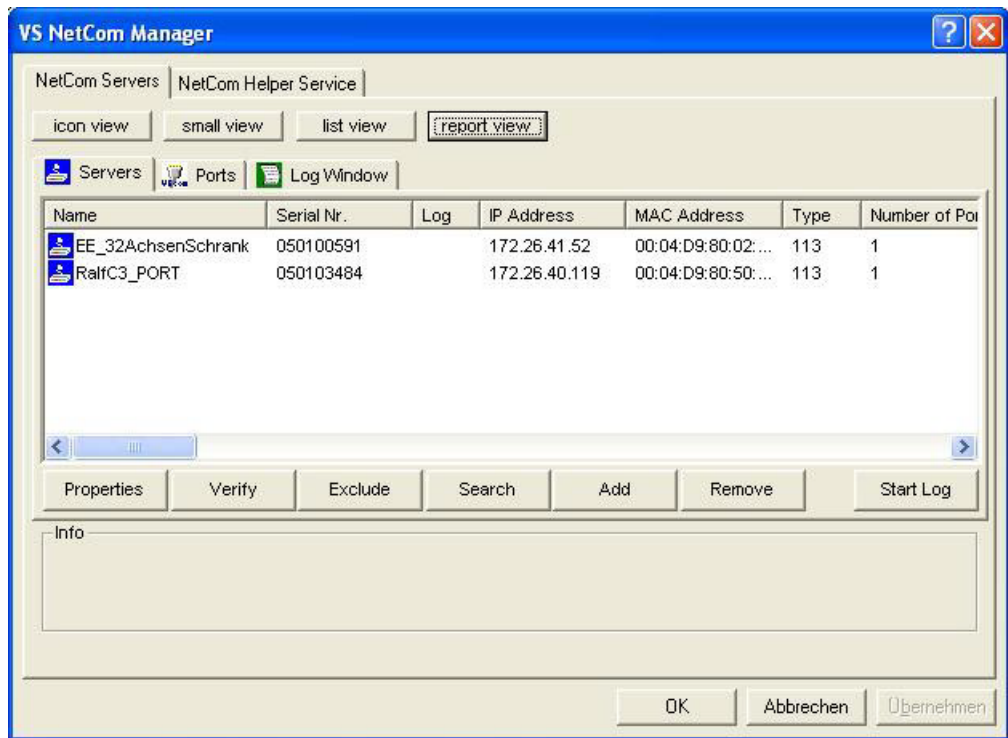 VS NetCom Manager
NetCom Servers NetCom Helper Service
icon view small view list view report view
Servers Ports Log Window
Name Serial Nr. Log IP Address MAC Address Type Number of Por
EE_32AchsenSchrank 050100591 172.26.41.52 00:04:D9:80:02:... 113 1
RalfC3_PORT 050103484 172.26.40.119 00:04:D9:80:50:... 113 1
Properties Verify Exclude Search Add Remove Start Log
Info
OK Abbrechen Übernehmen